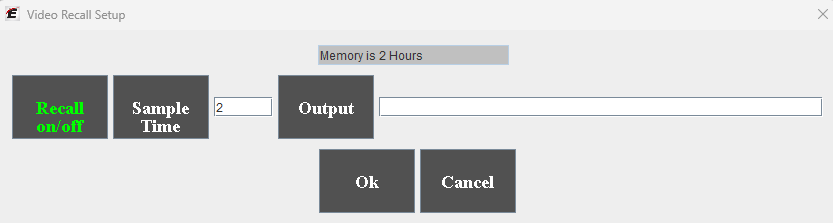 Video Recall Setup
Memory is 2 Hours
Recall
on/off
Sample
Time
2
Output
Ok
Cancel